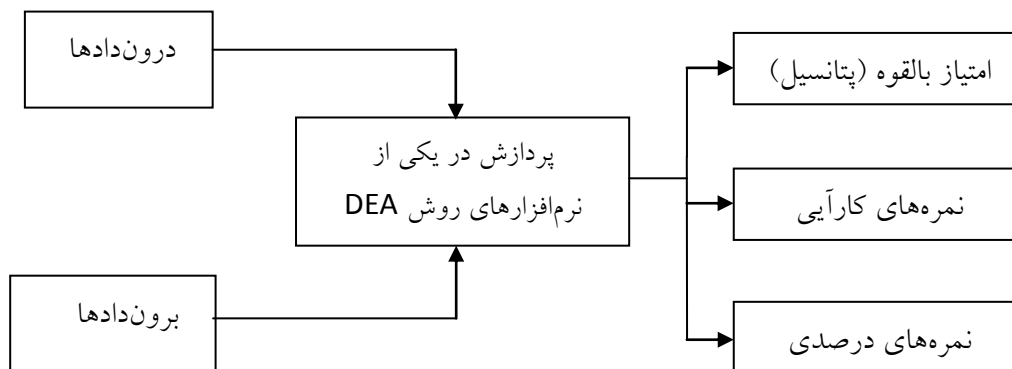 درون‌دادها
پردازش در یکی از
نرم‌افزارهای روش DEA
برون‌دادها
امتیاز بالقوه (پتانسیل)
نمره‌های کارآیی
نمره‌های درصدی